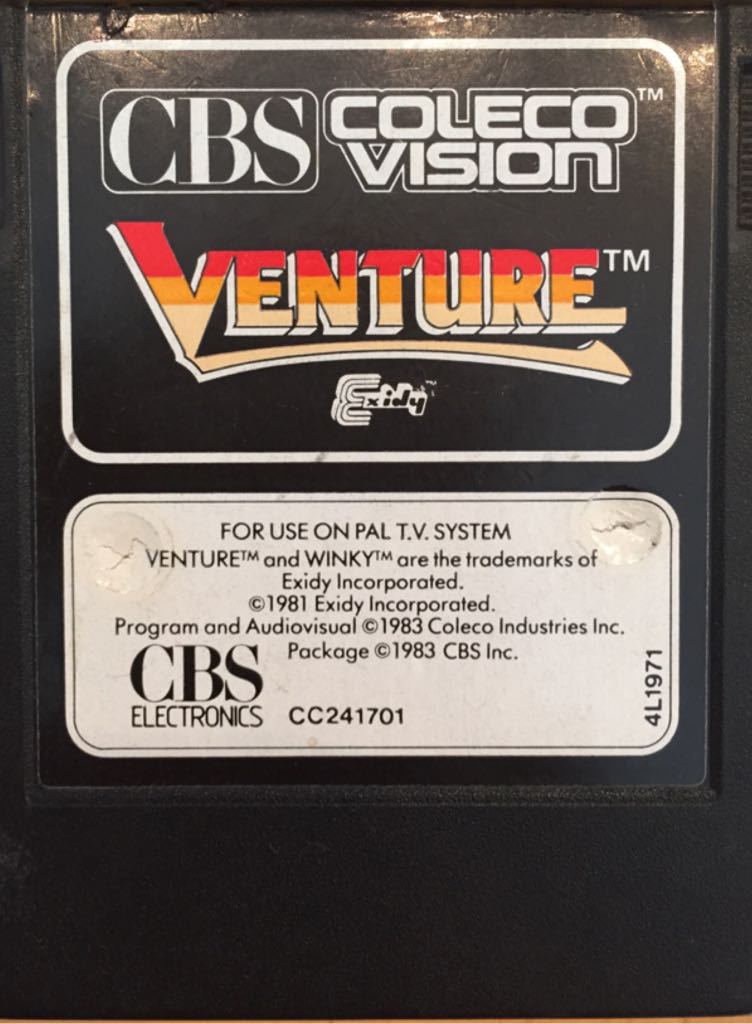 CBS COLECO VISION™
VENTURE™
Exidy™
FOR USE ON PAL T.V. SYSTEM
VENTURE™ and WINKY™ are the trademarks of
Exidy Incorporated.
©1981 Exidy Incorporated.
Program and Audiovisual ©1983 Coleco Industries Inc.
Package ©1983 CBS Inc.
CBS
ELECTRONICS CC241701
4L1971